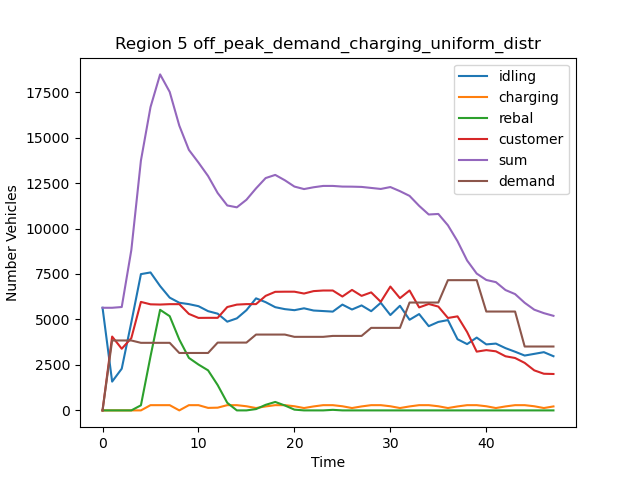 Region 5 off_peak_demand_charging_uniform_distr
idling
charging
rebal
customer
sum
demand
17500
15000
12500
10000
7500
5000
2500
0
Number Vehicles
0 10 20 30 40
Time